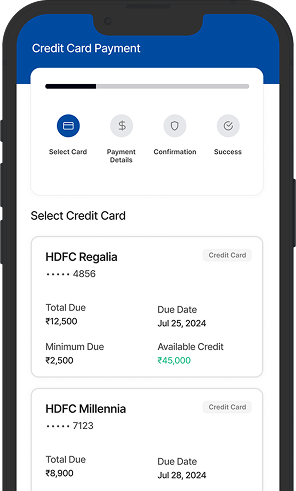 Credit Card Payment
Select Card
Payment Details
Confirmation
Success
Select Credit Card
HDFC Regalia
Credit Card
••••• 4856
Total Due
Due Date
₹12,500
Jul 25, 2024
Minimum Due
Available Credit
₹2,500
₹45,000
HDFC Millennia
Credit Card
••••• 7123
Total Due
Due Date
₹8,900
Jul 28, 2024